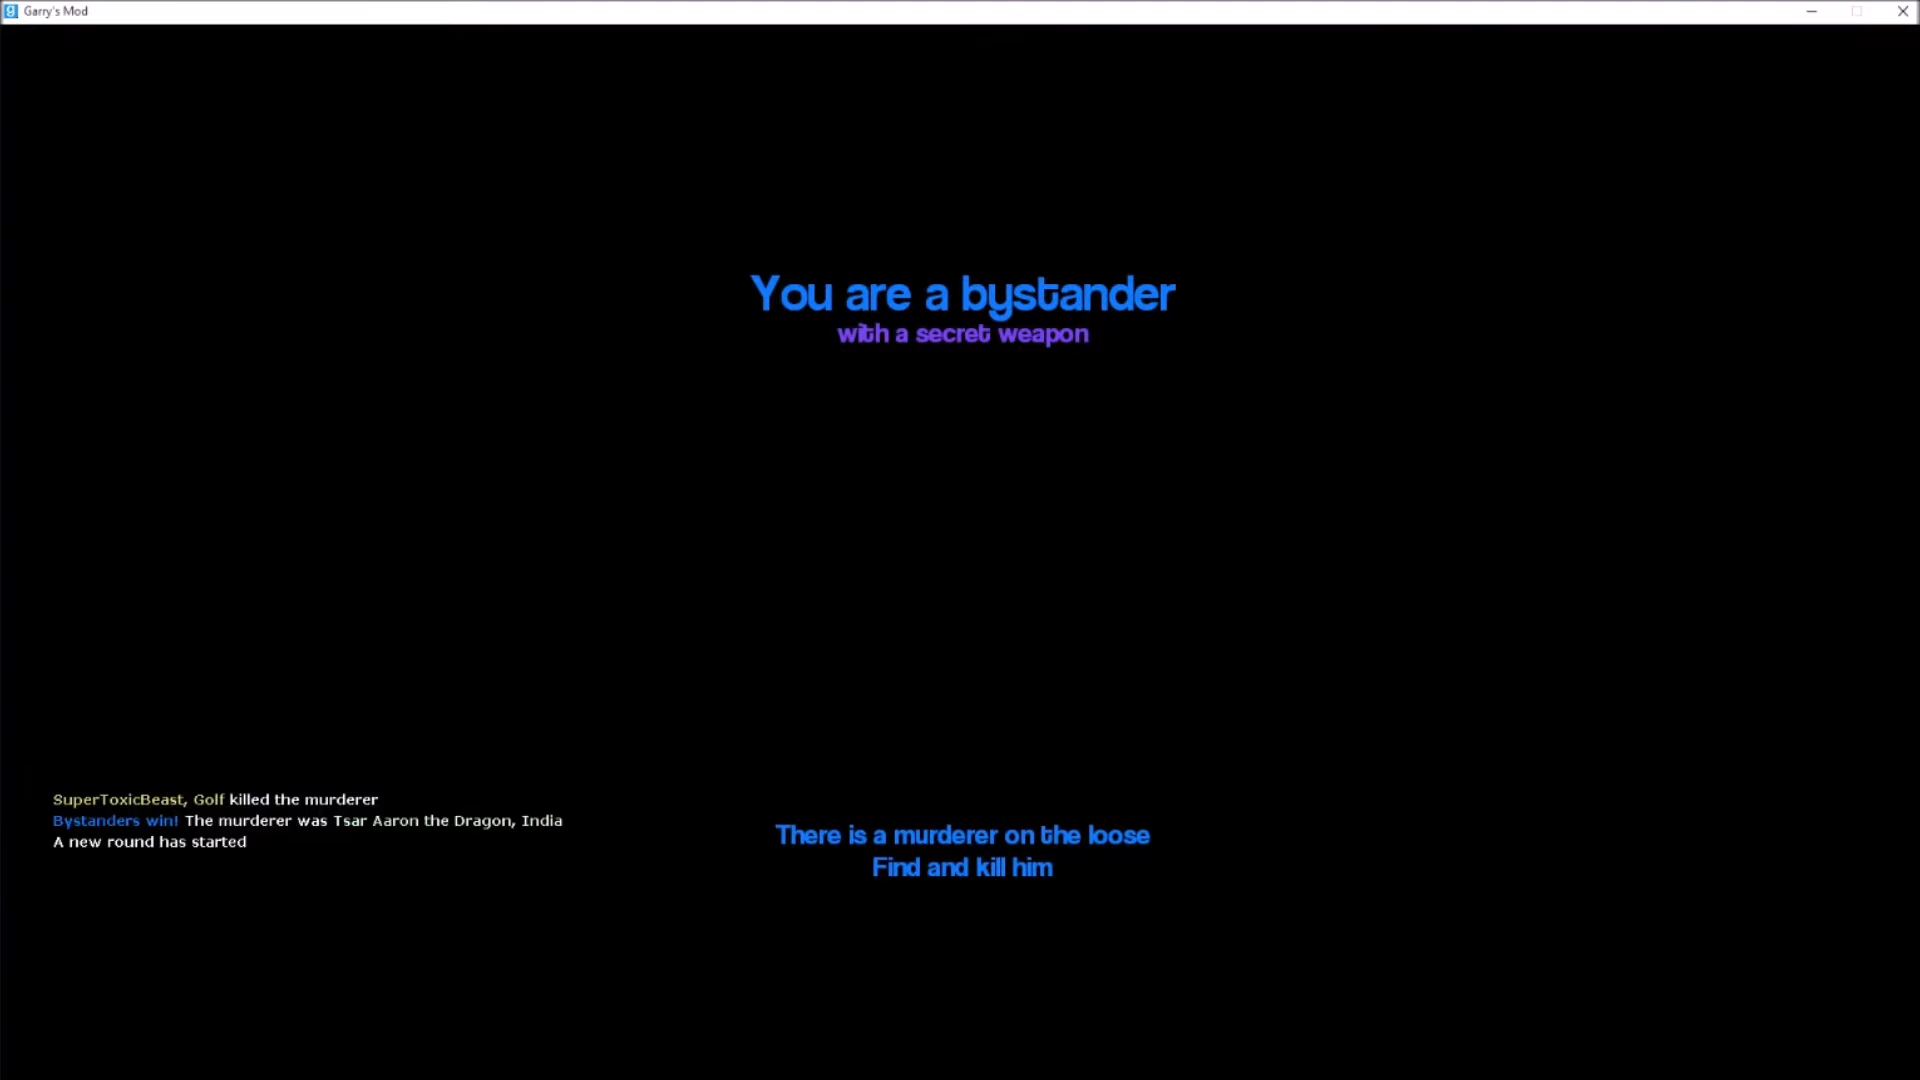 Garry's Mod
You are a bystander
with a secret weapon
SuperToxicBeast, Golf killed the murderer
Bystanders win! The murderer was Tsar Aaron the Dragon, India
A new round has started
There is a murderer on the loose
Find and kill him